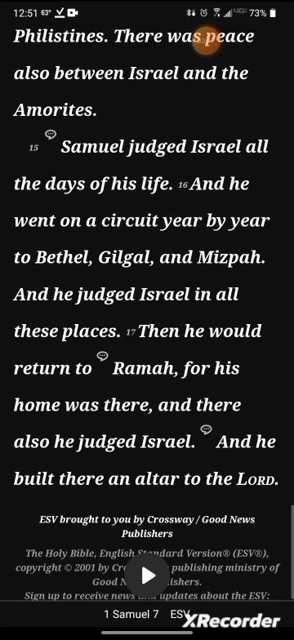 12:51 63° 73%
Philistines. There was peace
also between Israel and the
Amorites.
15 Samuel judged Israel all
the days of his life. 16 And he
went on a circuit year by year
to Bethel, Gilgal, and Mizpah.
And he judged Israel in all
these places. 17 Then he would
return to Ramah, for his
home was there, and there
also he judged Israel. And he
built there an altar to the LORD.
ESV brought to you by Crossway / Good News
Publishers
The Holy Bible, English Standard Version® (ESV®),
copyright © 2001 by publishing ministry of
Good
Sign up to receive news and updates about the ESV:
1 Samuel 7 ESV
XRecorder